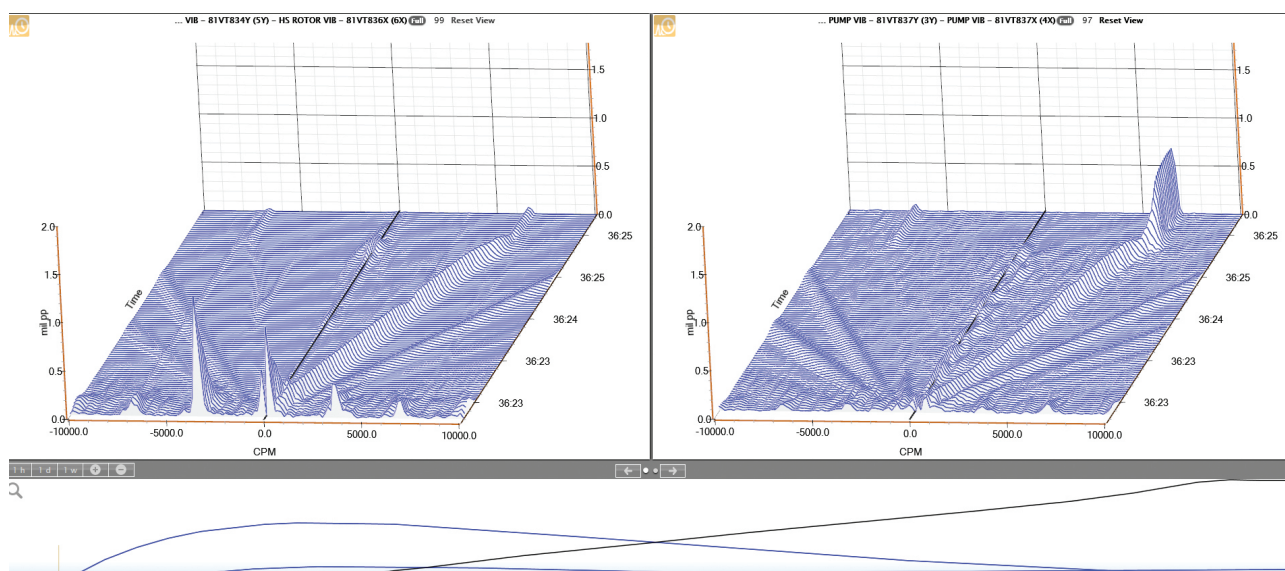 ... VIB – 81VT834Y (5Y) – HS ROTOR VIB – 81VT836X (6X) Full 99 Reset View
1.5
1.0
0.5
0.0
36:25
36:25
36:24
36:23
36:23
2.0
1.5
1.0
0.5
0.0
mil pp
Time
-10000.0 -5000.0 0.0 5000.0 10000.0
CPM
... PUMP VIB – 81VT837Y (3Y) – PUMP VIB – 81VT837X (4X) Full 97 Reset View
1.5
1.0
0.5
0.0
36:25
36:25
36:24
36:23
36:23
2.0
1.5
1.0
0.5
0.0
mil pp
Time
-10000.0 -5000.0 0.0 5000.0 10000.0
CPM
1 h 1 d 1 w